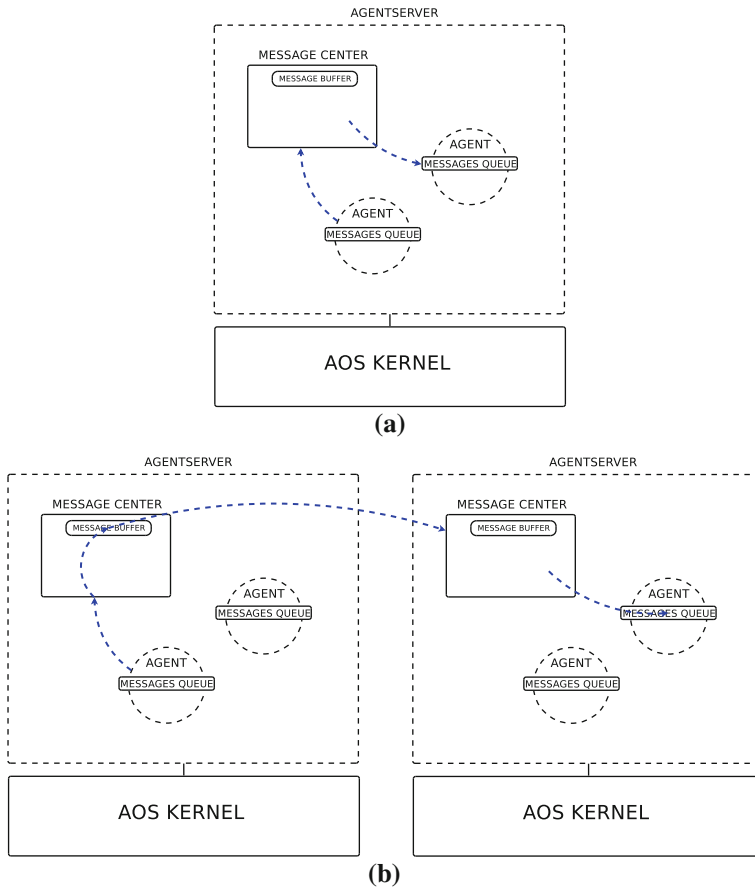 AGENTSERVER
MESSAGE CENTER
MESSAGE BUFFER
AGENT
MESSAGES QUEUE
AGENT
MESSAGES QUEUE
AOS KERNEL
(a)
AGENTSERVER
MESSAGE CENTER
MESSAGE BUFFER
AGENT
MESSAGES QUEUE
AGENT
MESSAGES QUEUE
AOS KERNEL
AGENTSERVER
MESSAGE CENTER
MESSAGE BUFFER
AGENT
MESSAGES QUEUE
AGENT
MESSAGES QUEUE
AOS KERNEL
(b)